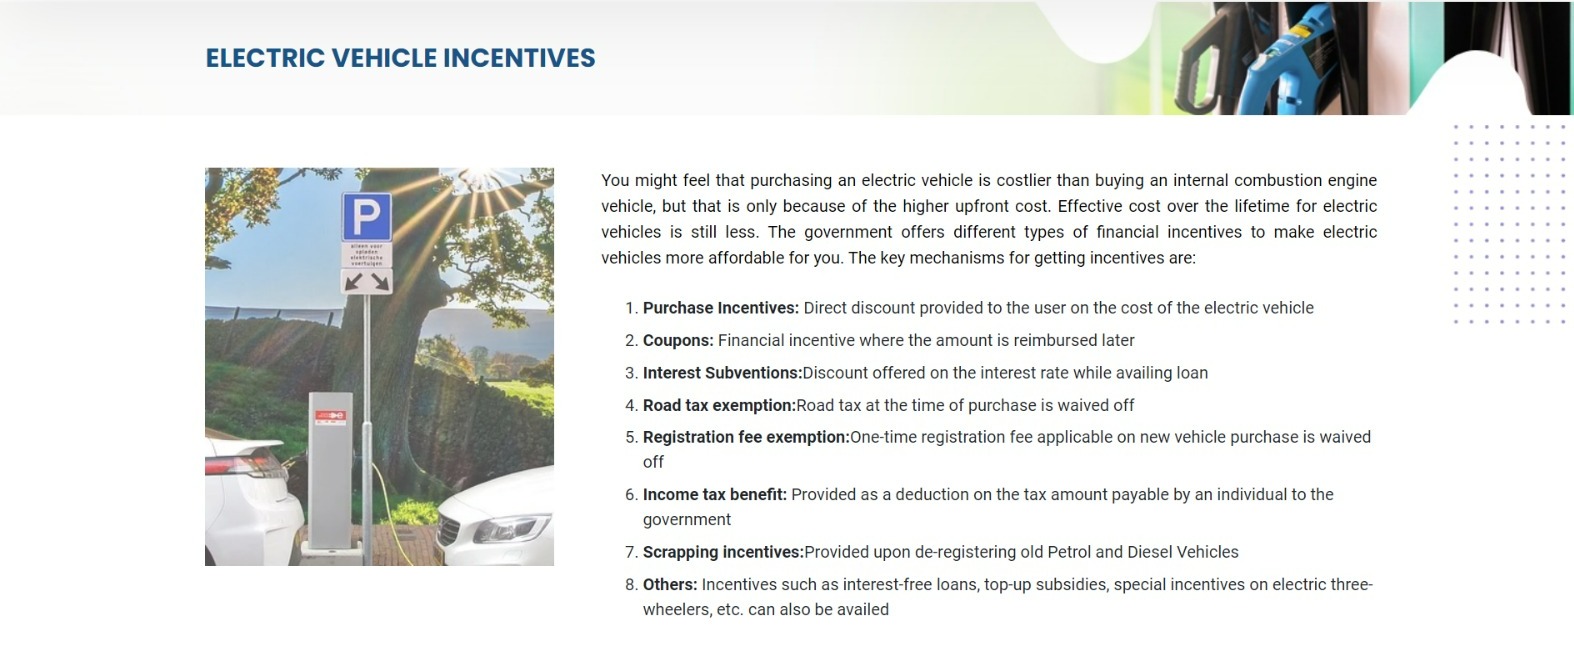 ELECTRIC VEHICLE INCENTIVES
P
alleen voor
opladen
elektrische
voertuigen
You might feel that purchasing an electric vehicle is costlier than buying an internal combustion engine
vehicle, but that is only because of the higher upfront cost. Effective cost over the lifetime for electric
vehicles is still less. The government offers different types of financial incentives to make electric
vehicles more affordable for you. The key mechanisms for getting incentives are:
1. Purchase Incentives: Direct discount provided to the user on the cost of the electric vehicle
2. Coupons: Financial incentive where the amount is reimbursed later
3. Interest Subventions:Discount offered on the interest rate while availing loan
4. Road tax exemption:Road tax at the time of purchase is waived off
5. Registration fee exemption:One-time registration fee applicable on new vehicle purchase is waived
off
6. Income tax benefit: Provided as a deduction on the tax amount payable by an individual to the
government
7. Scrapping incentives:Provided upon de-registering old Petrol and Diesel Vehicles
8. Others: Incentives such as interest-free loans, top-up subsidies, special incentives on electric three-
wheelers, etc. can also be availed